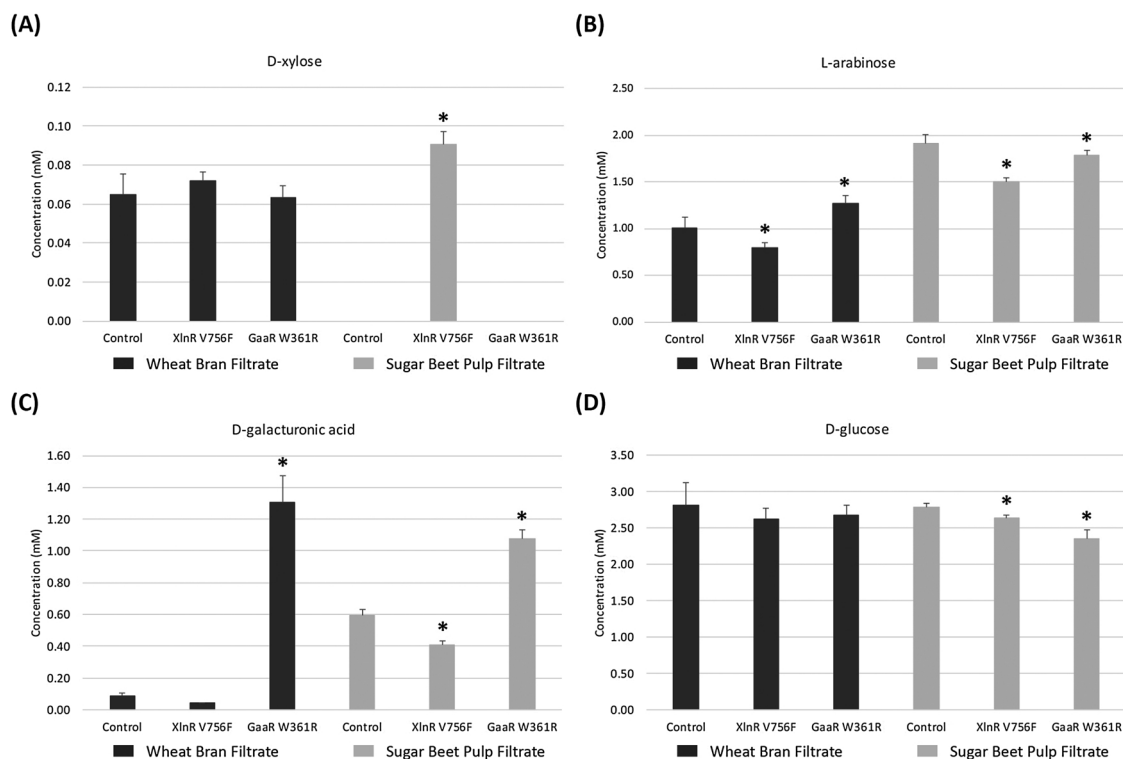 (A)
D-xylose
Concentration (mM)
0.12
0.10
0.08
0.06
0.04
0.02
0.00
*
Control XlnR V756F GaaR W361R Control XlnR V756F GaaR W361R
Wheat Bran Filtrate Sugar Beet Pulp Filtrate
(B)
L-arabinose
Concentration (mM)
2.50
2.00
1.50
1.00
0.50
0.00
* * * *
Control XlnR V756F GaaR W361R Control XlnR V756F GaaR W361R
Wheat Bran Filtrate Sugar Beet Pulp Filtrate
(C)
D-galacturonic acid
Concentration (mM)
1.60
1.40
1.20
1.00
0.80
0.60
0.40
0.20
0.00
* * *
Control XlnR V756F GaaR W361R Control XlnR V756F GaaR W361R
Wheat Bran Filtrate Sugar Beet Pulp Filtrate
(D)
D-glucose
Concentration (mM)
3.50
3.00
2.50
2.00
1.50
1.00
0.50
0.00
* *
Control XlnR V756F GaaR W361R Control XlnR V756F GaaR W361R
Wheat Bran Filtrate Sugar Beet Pulp Filtrate